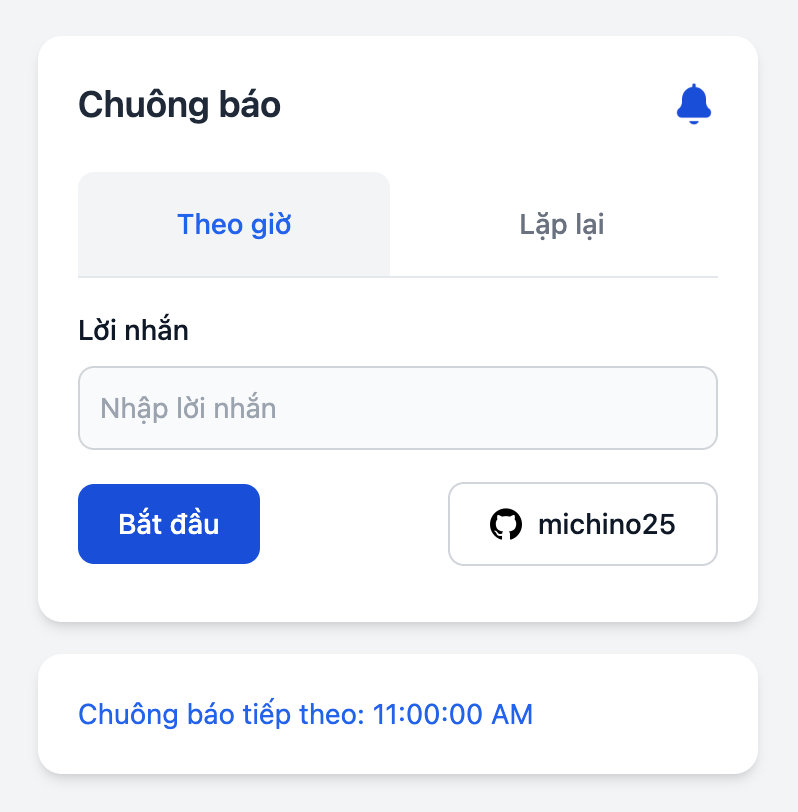 Chuông báo
Theo giờ
Lặp lại
Lời nhắn
Nhập lời nhắn
Bắt đầu
michino25
Chuông báo tiếp theo: 11:00:00 AM